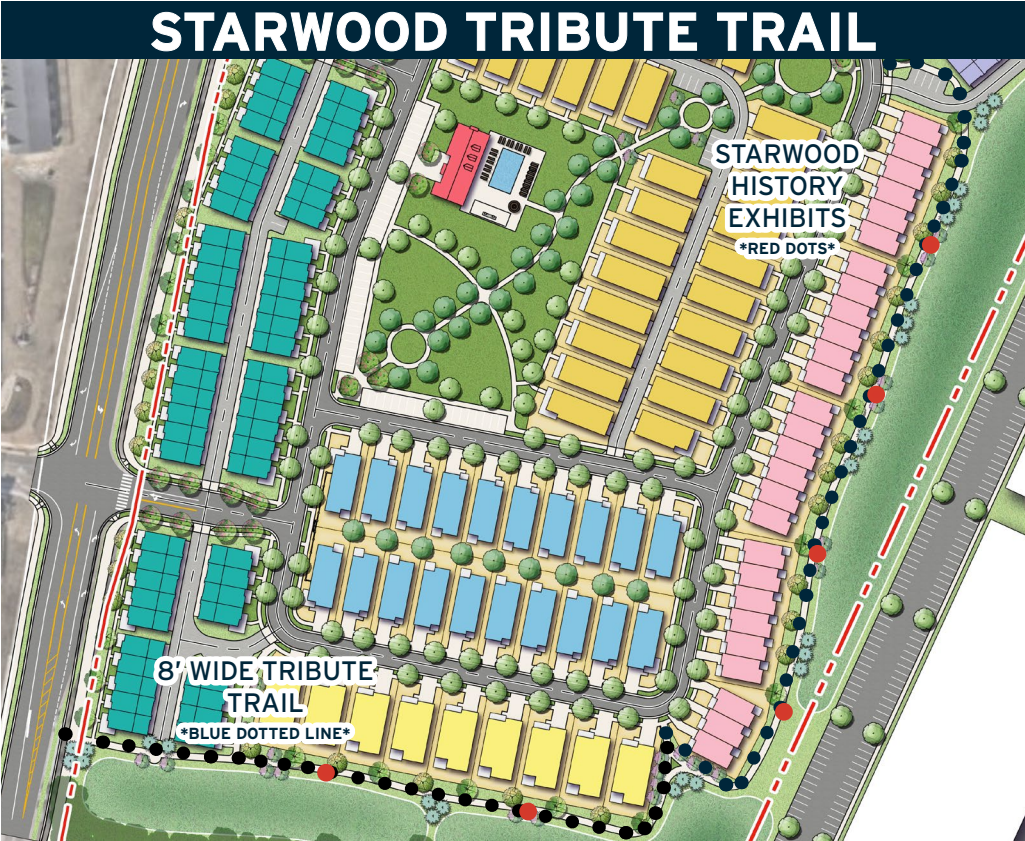 STARWOOD TRIBUTE TRAIL
STARWOOD
HISTORY
EXHIBITS
*RED DOTS*
8' WIDE TRIBUTE
TRAIL
*BLUE DOTTED LINE*